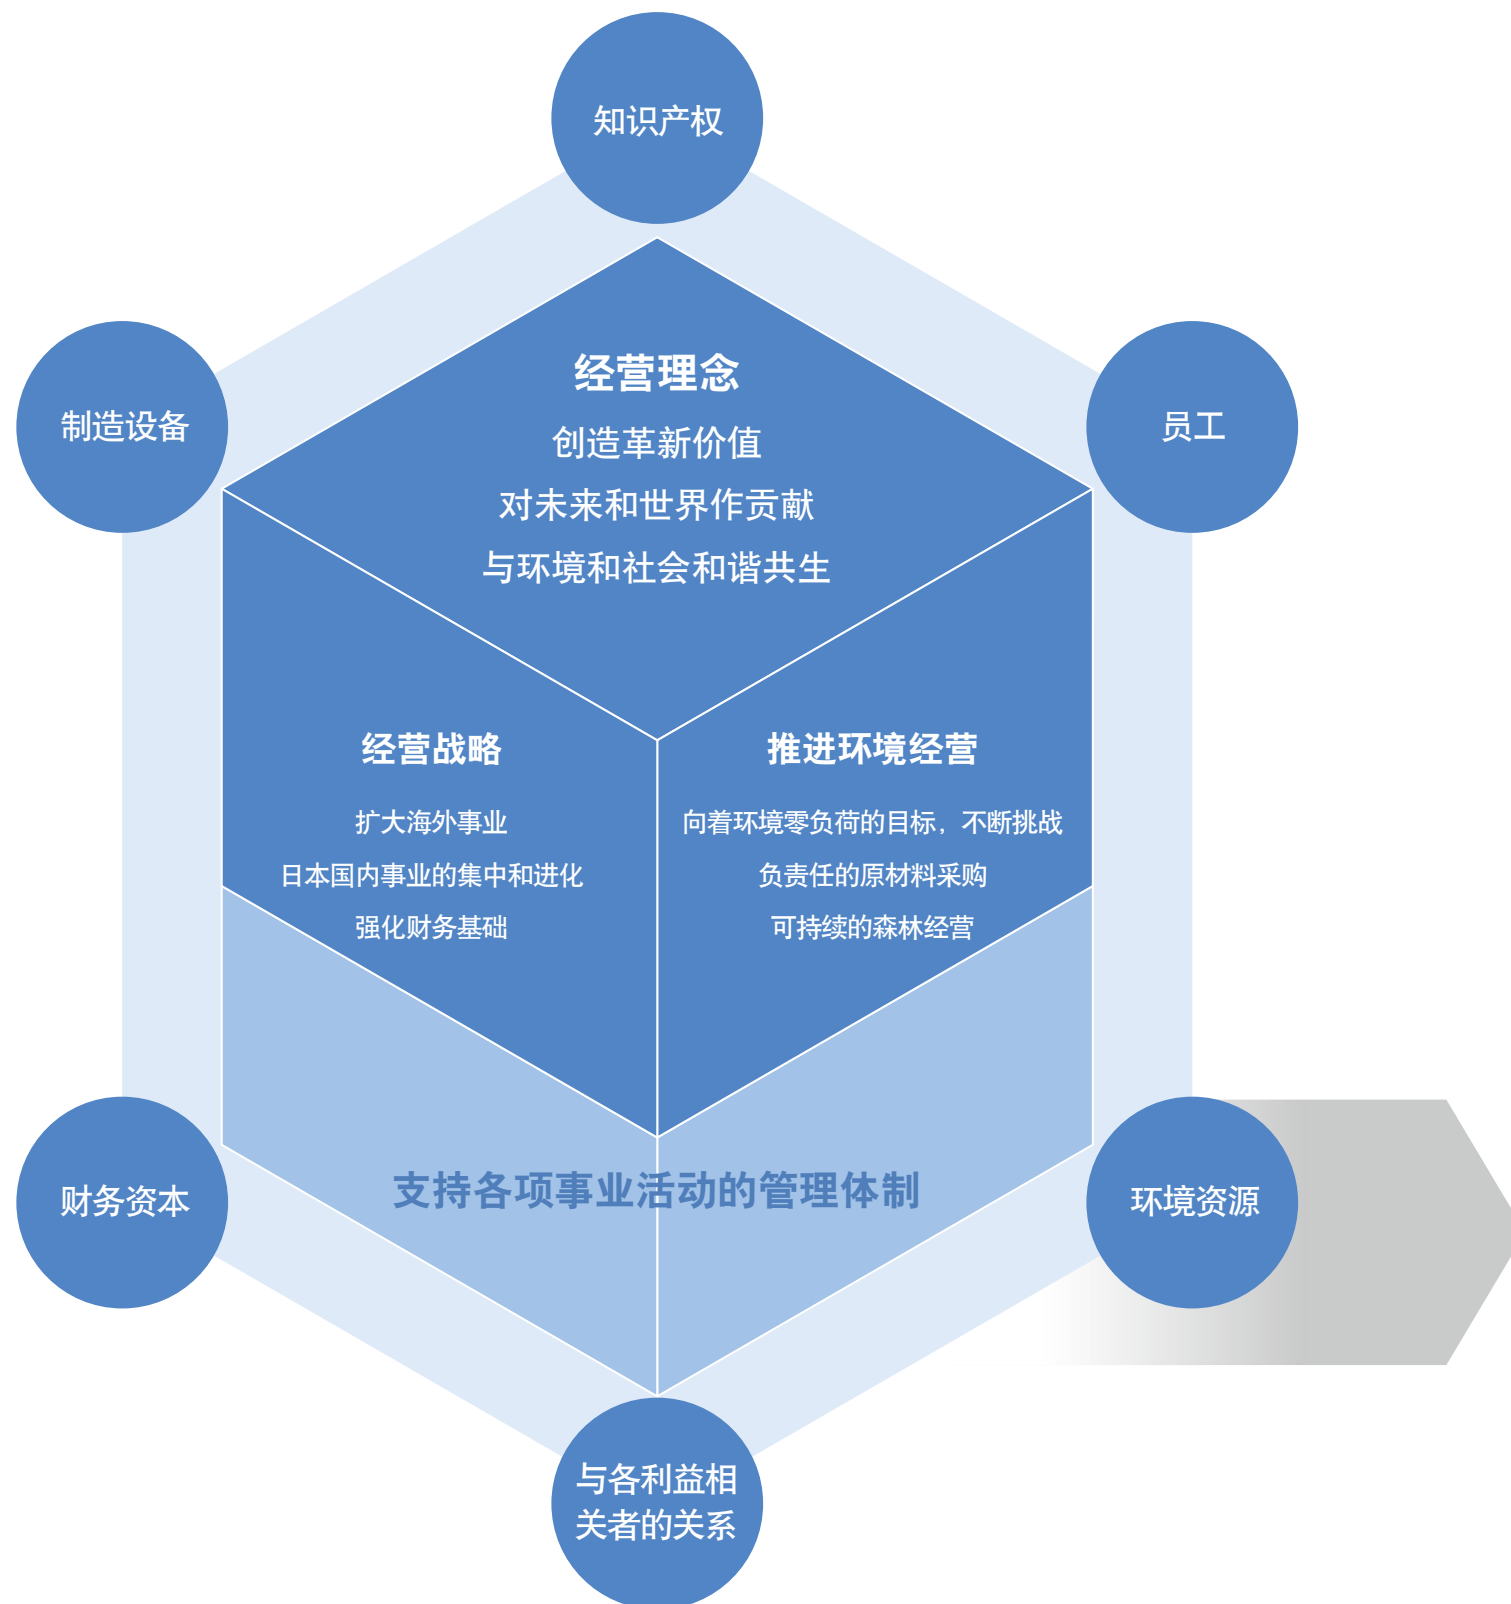 知识产权
制造设备
员工
经营理念
创造革新价值
对未来和世界作贡献
与环境和社会和谐共生
经营战略
扩大海外事业
日本国内事业的集中和进化
强化财务基础
推进环境经营
向着环境零负荷的目标，不断挑战
负责任的原材料采购
可持续的森林经营
支持各项事业活动的管理体制
财务资本
环境资源
与各利益相
关者的关系